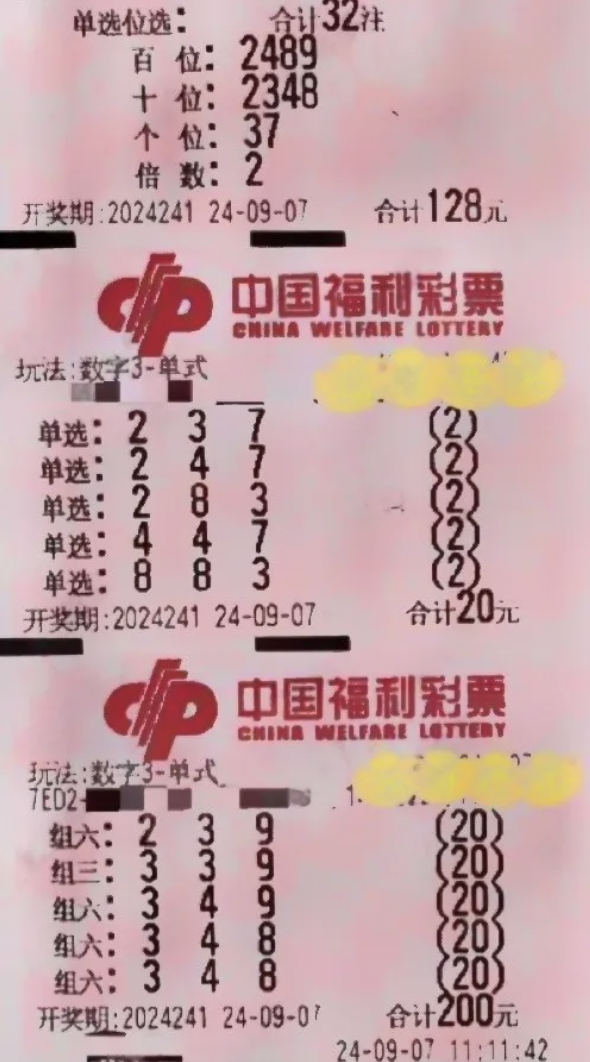 单选位选: 合计32注
百 位: 2489
十 位: 2348
个 位: 37
倍 数: 2
开奖期:2024241 24-09-07 合计128元
中国福利彩票
CHINA WELFARE LOTTERY
玩法:数字3-单式
单选: 2 3 7 (2)
单选: 2 4 7 (2)
单选: 2 8 3 (2)
单选: 4 4 7 (2)
单选: 8 8 3 (2)
开奖期:2024241 24-09-07 合计20元
中国福利彩票
CHINA WELFARE LOTTERY
玩法:数字3-单式
7ED2-
组六: 2 3 9 (20)
组三: 3 3 9 (20)
组六: 3 4 9 (20)
组六: 3 4 8 (20)
组六: 3 4 8 (20)
开奖期:2024241 24-09-07 合计200元
24-09-07 11:11:42